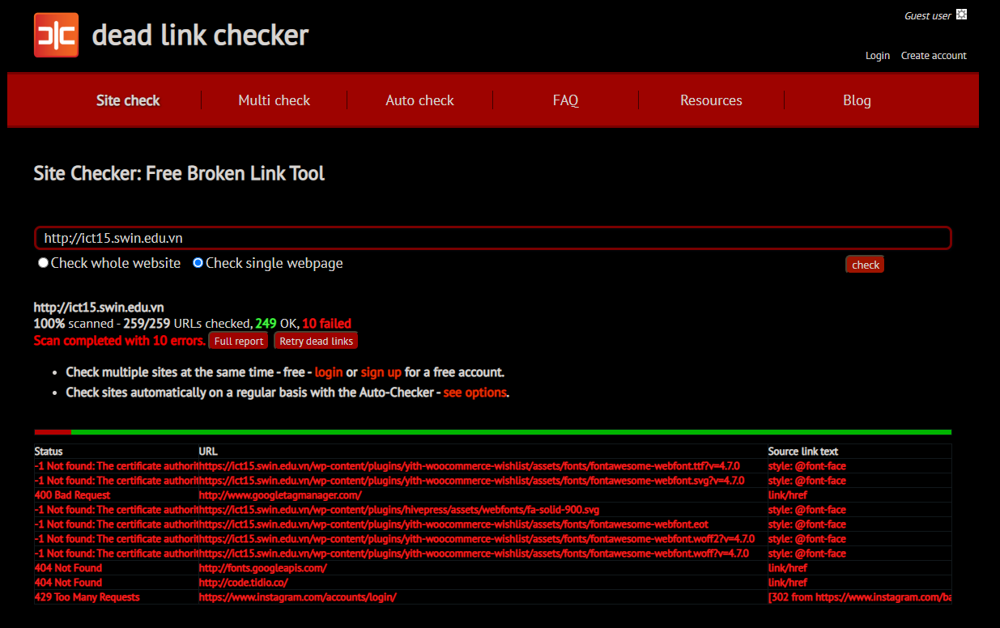 Guest user
dead link checker
Login Create account
Site check Multi check Auto check FAQ Resources Blog
Site Checker: Free Broken Link Tool
http://ict15.swin.edu.vn
Check whole website Check single webpage check
http://ict15.swin.edu.vn
100% scanned - 259/259 URLs checked, 249 OK, 10 failed
Scan completed with 10 errors. Full report Retry dead links
• Check multiple sites at the same time - free - login or sign up for a free account.
• Check sites automatically on a regular basis with the Auto-Checker - see options.
Status URL Source link text
-1 Not found: The certificate authorit https://ict15.swin.edu.vn/wp-content/plugins/yith-woocommerce-wishlist/assets/fonts/fontawesome-webfont.ttf?v=4.7.0 style: @font-face
-1 Not found: The certificate authorit https://ict15.swin.edu.vn/wp-content/plugins/yith-woocommerce-wishlist/assets/fonts/fontawesome-webfont.svg?v=4.7.0 style: @font-face
400 Bad Request http://www.googletagmanager.com/ link/href
-1 Not found: The certificate authorit https://ict15.swin.edu.vn/wp-content/plugins/hivepress/assets/webfonts/fa-solid-900.svg style: @font-face
-1 Not found: The certificate authorit https://ict15.swin.edu.vn/wp-content/plugins/yith-woocommerce-wishlist/assets/fonts/fontawesome-webfont.eot style: @font-face
-1 Not found: The certificate authorit https://ict15.swin.edu.vn/wp-content/plugins/yith-woocommerce-wishlist/assets/fonts/fontawesome-webfont.woff2?v=4.7.0 style: @font-face
-1 Not found: The certificate authorit https://ict15.swin.edu.vn/wp-content/plugins/yith-woocommerce-wishlist/assets/fonts/fontawesome-webfont.woff?v=4.7.0 style: @font-face
404 Not Found http://fonts.googleapis.com/ link/href
404 Not Found http://code.tidio.co/ link/href
429 Too Many Requests https://www.instagram.com/accounts/login/ [302 from https://www.instagram.com/ba